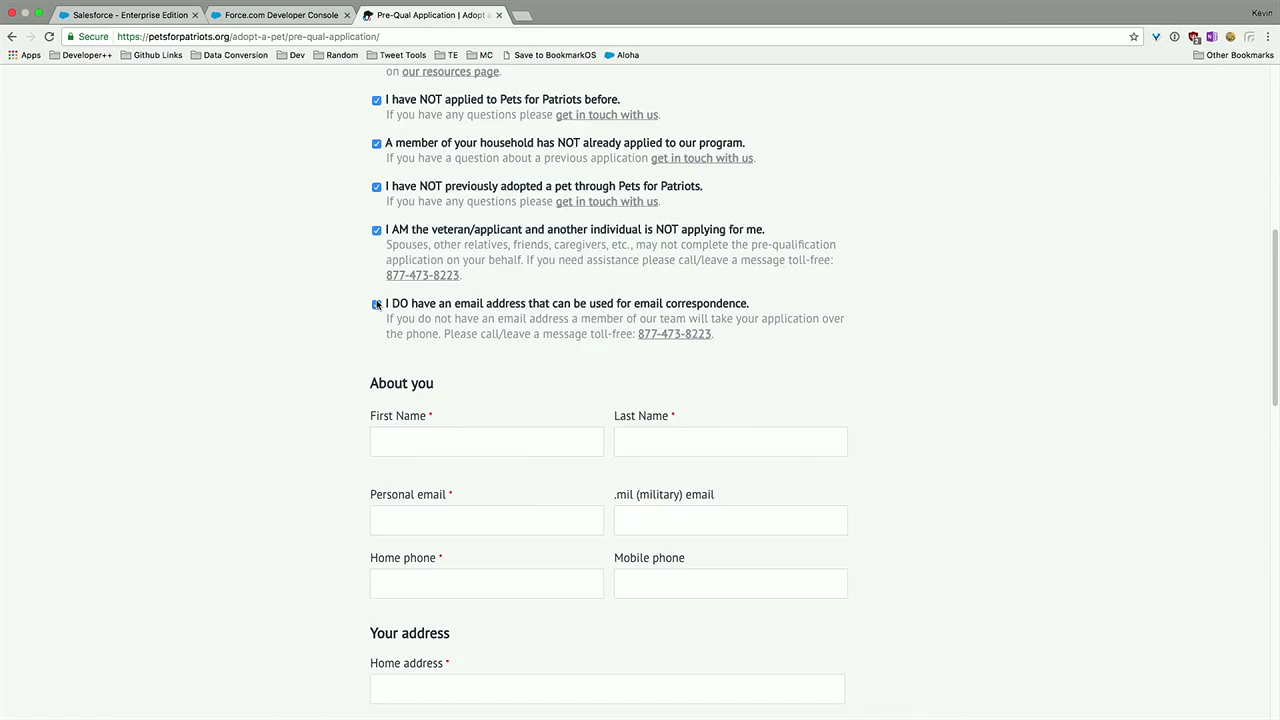 Salesforce - Enterprise Edition
Force.com Developer Console
Pre-Qual Application | Adopt a
Kevin
Secure
https://petsforpatriots.org/adopt-a-pet/pre-qual-application/
Apps
Developer++
Github Links
Data Conversion
Dev
Random
Tweet Tools
TE
MC
Save to BookmarkOS
Aloha
Other Bookmarks
on our resources page.
I have NOT applied to Pets for Patriots before.
If you have any questions please get in touch with us.
A member of your household has NOT already applied to our program.
If you have a question about a previous application get in touch with us.
I have NOT previously adopted a pet through Pets for Patriots.
If you have any questions please get in touch with us.
I AM the veteran/applicant and another individual is NOT applying for me.
Spouses, other relatives, friends, caregivers, etc., may not complete the pre-qualification
application on your behalf. If you need assistance please call/leave a message toll-free:
877-473-8223.
I DO have an email address that can be used for email correspondence.
If you do not have an email address a member of our team will take your application over
the phone. Please call/leave a message toll-free: 877-473-8223.
About you
First Name *
Last Name *
Personal email *
.mil (military) email
Home phone *
Mobile phone
Your address
Home address *